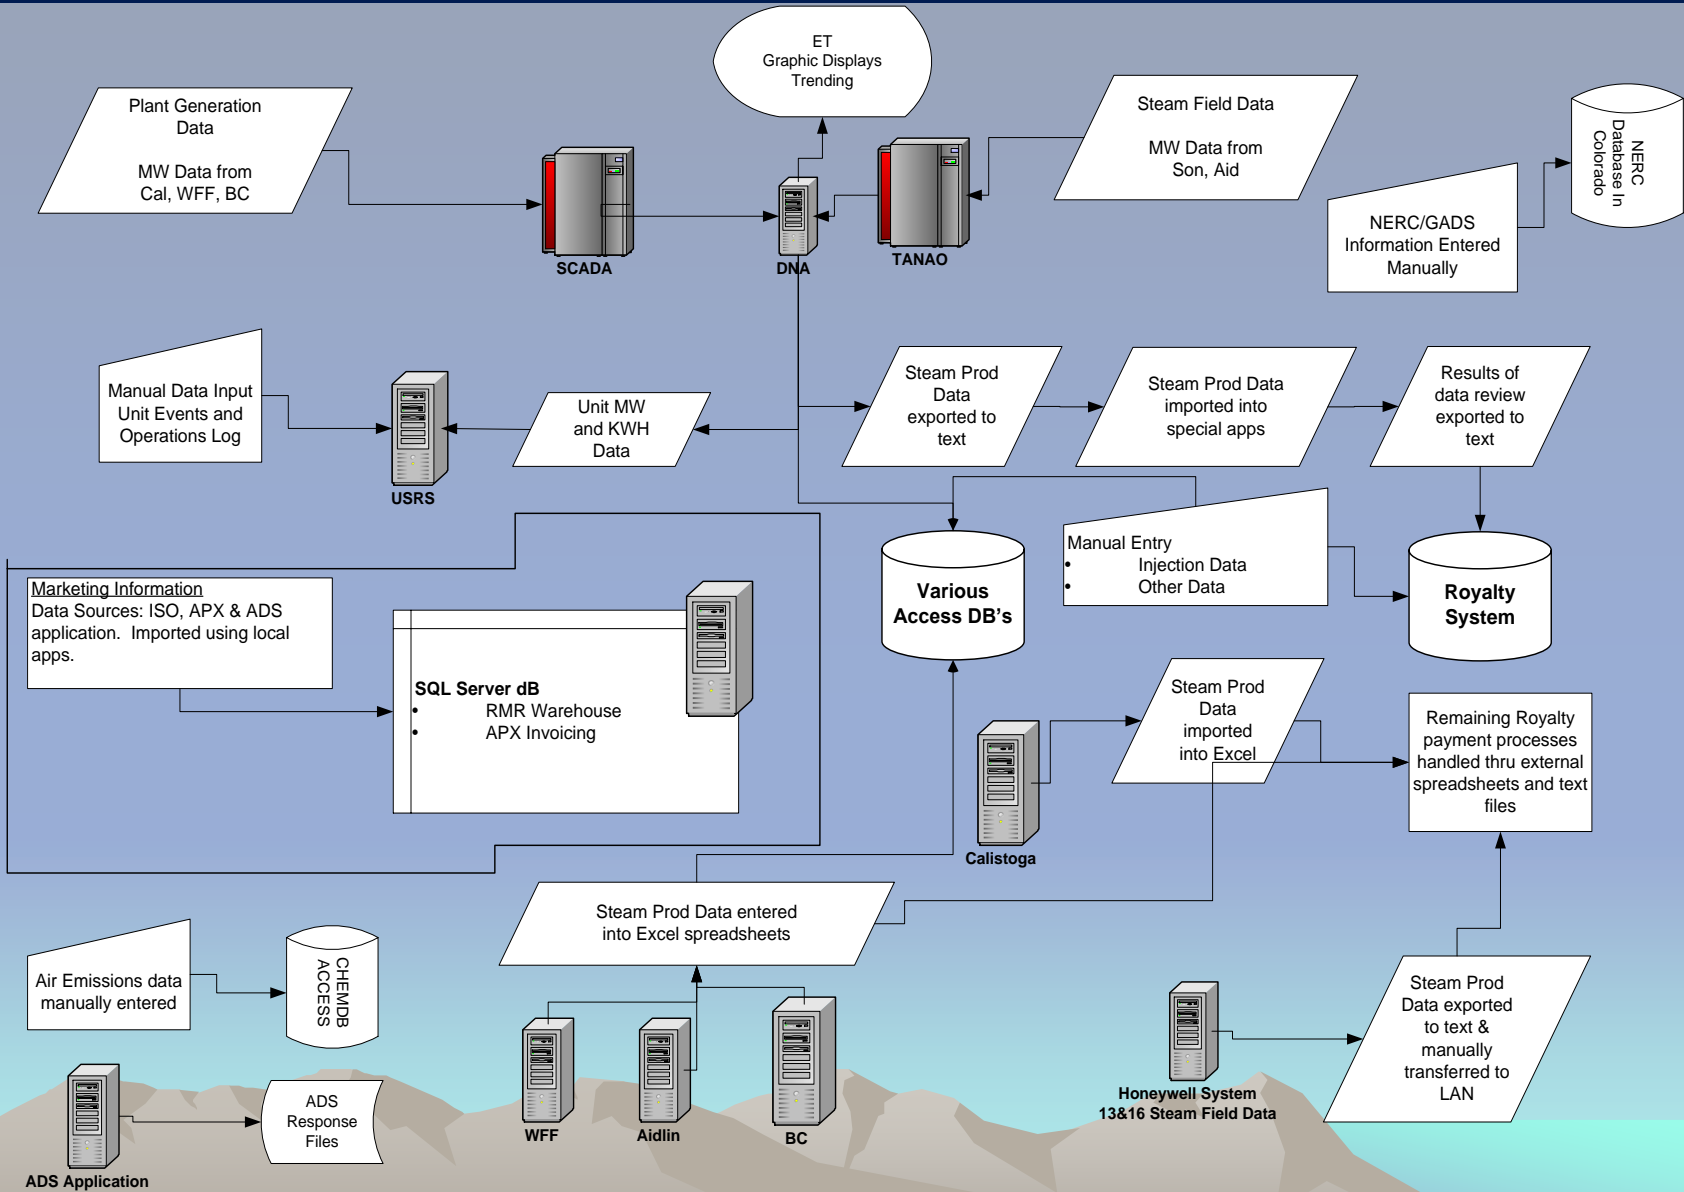 ET
Graphic Displays
Trending
Plant Generation
Data
MW Data from
Cal, WFF, BC
Steam Field Data
MW Data from
Son, Aid
NERC
Database In
Colorado
NERC/GADS
Information Entered
Manually
SCADA
DNA
TANAO
Manual Data Input
Unit Events and
Operations Log
USRS
Unit MW
and KWH
Data
Steam Prod
Data
exported to
text
Steam Prod Data
imported into
special apps
Results of
data review
exported to
text
Manual Entry
• Injection Data
• Other Data
Various
Access DB's
Royalty
System
Marketing Information
Data Sources: ISO, APX & ADS
application. Imported using local
apps.
SQL Server dB
• RMR Warehouse
• APX Invoicing
Steam Prod
Data
imported
into Excel
Calistoga
Remaining Royalty
payment processes
handled thru external
spreadsheets and text
files
Steam Prod Data entered
into Excel spreadsheets
Air Emissions data
manually entered
CHEMDB
ACCESS
Steam Prod
Data exported
to text &
manually
transferred to
LAN
Honeywell System
13&16 Steam Field Data
WFF
Aidlin
BC
ADS
Response
Files
ADS Application